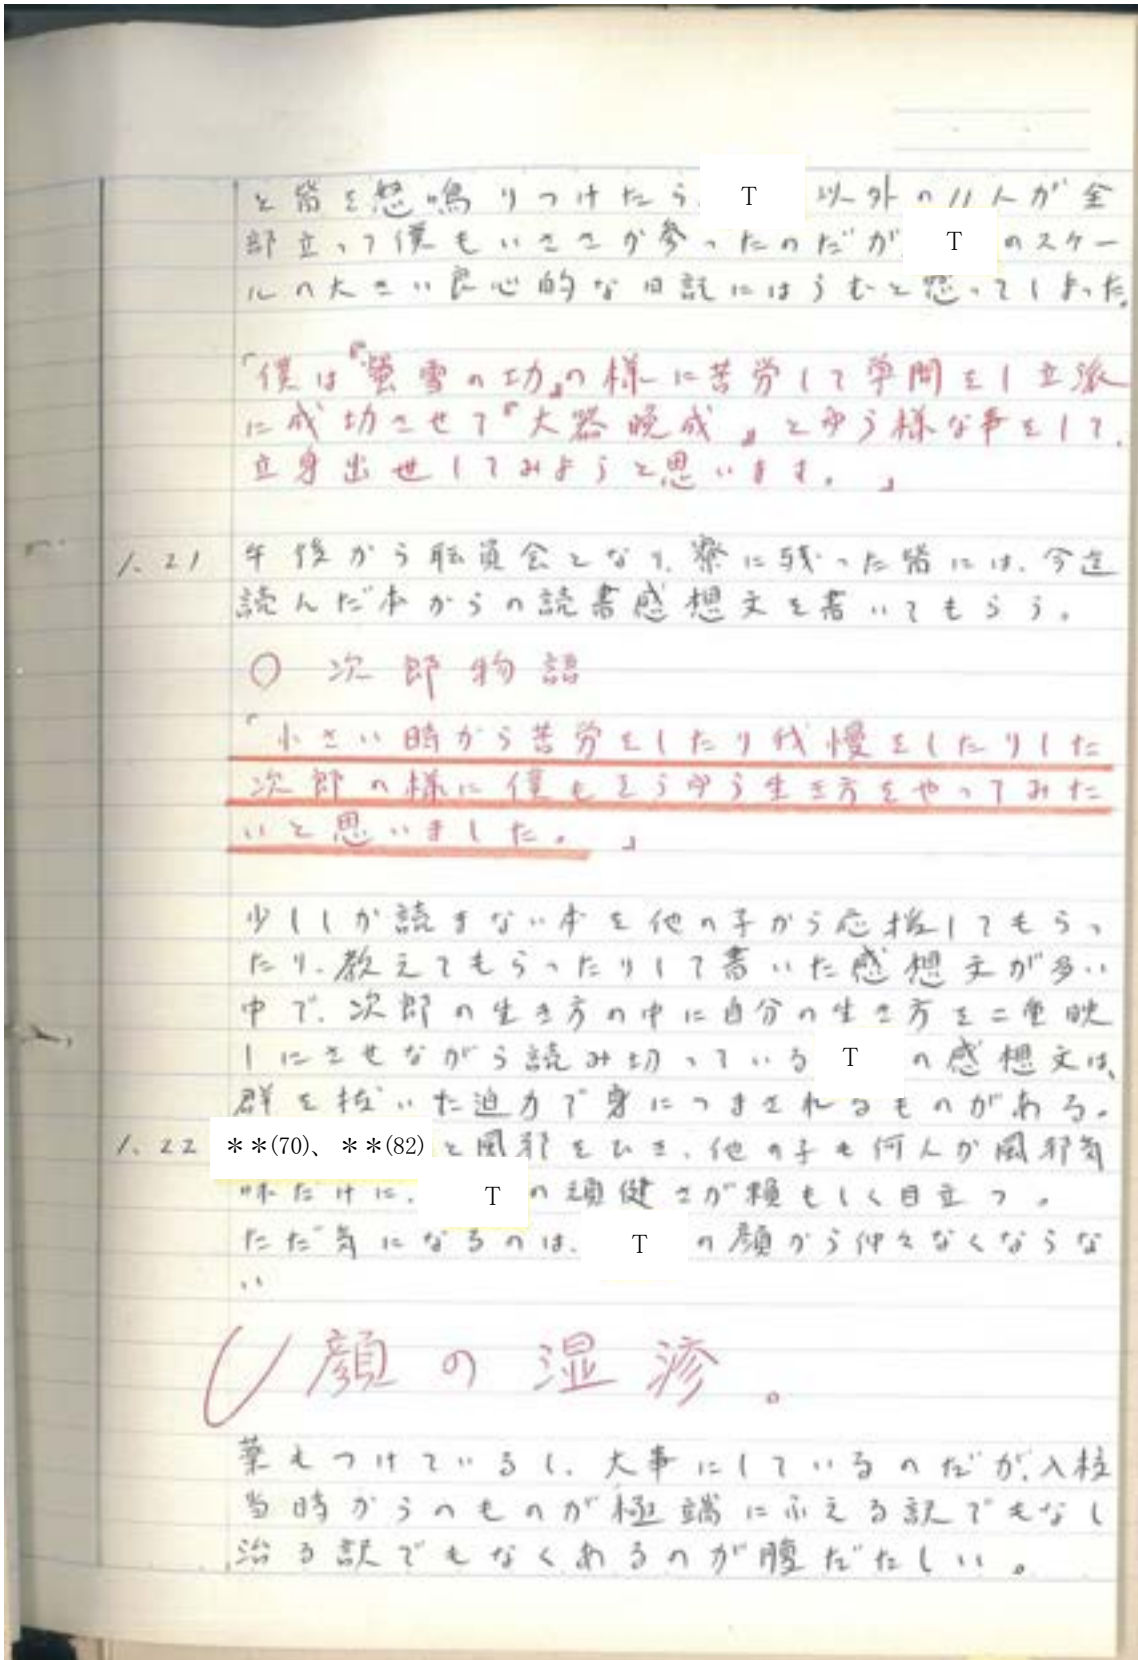 と皆を怒鳴りつけたら、 T 以外の11人が全
部立って僕もいささか参ったのだが T のスケー
ルの大きい良心的な日記にはうむと思ってしまった。
「僕は『螢雪の功』の様に苦労して学問をし立派
に成功させて『大器晩成』とゆう様な事をして、
立身出世してみようと思います。」
1.21 午後から職員会となり、寮に残った皆には、今迄
読んだ本からの読書感想文を書いてもらう。
○ 次郎物語
「小さい時から苦労をしたり我慢をしたりした
次郎の様に僕もそうゆう生き方をやってみた
いと思いました。」
少ししか読まない本を他の子から応援してもらっ
たり、教えてもらったりして書いた感想文が多い
中で、次郎の生き方の中に自分の生き方を二重映
しにさせながら読み切っている T の感想文は、
群を抜いた迫力で身につまされるものがある。
1.22 **(70)、**(82) と風邪をひき、他の子も何人か風邪気
味だけに、 T の頑健さが頼もしく目立つ。
ただ気になるのは、 T の顔から仲々なくならな
い
顔の湿疹。
薬もつけているし、大事にしているのだが、入校
当時からのものが極端にふえる訳でもなし
治る訳でもなくあるのが腹だたしい。